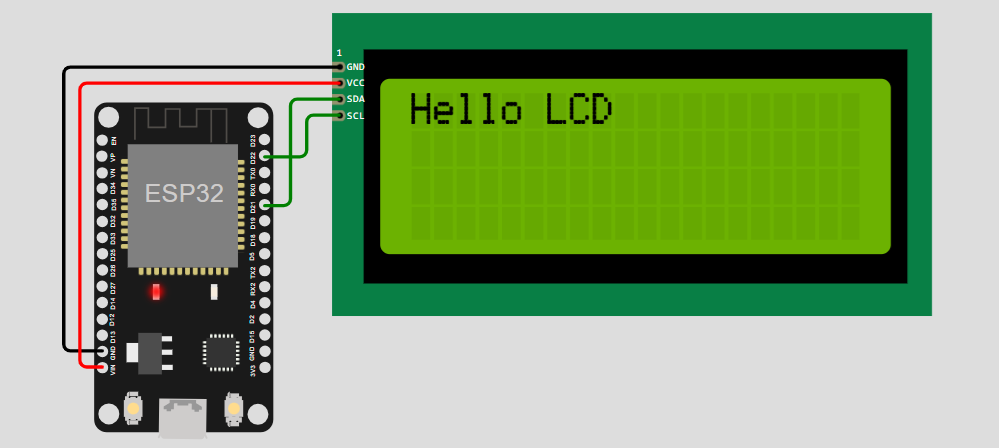 1
GND
VCC
SDA
SCL
Hello LCD
ESP32
EN
VP
VN
D34
D35
D32
D33
D25
D26
D27
D14
D12
D13
GND
VIN
D23
D22
TX0
RX0
D21
D19
D18
D5
TX2
RX2
D4
D2
D15
GND
3V3